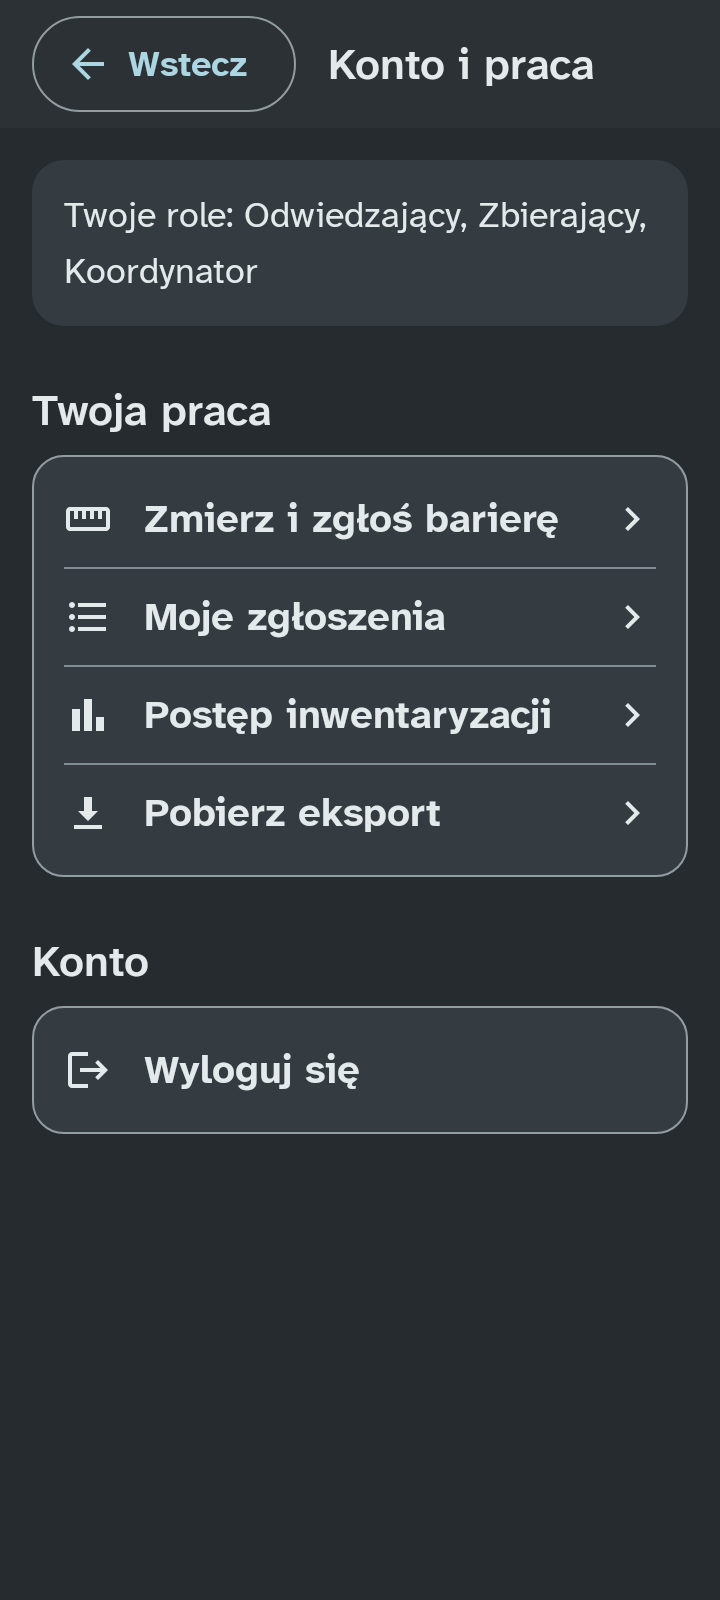 Wstecz
Konto i praca
Twoje role: Odwiedzający, Zbierający,
Koordynator
Twoja praca
Zmierz i zgłoś barierę
Moje zgłoszenia
Postęp inwentaryzacji
Pobierz eksport
Konto
Wyloguj się